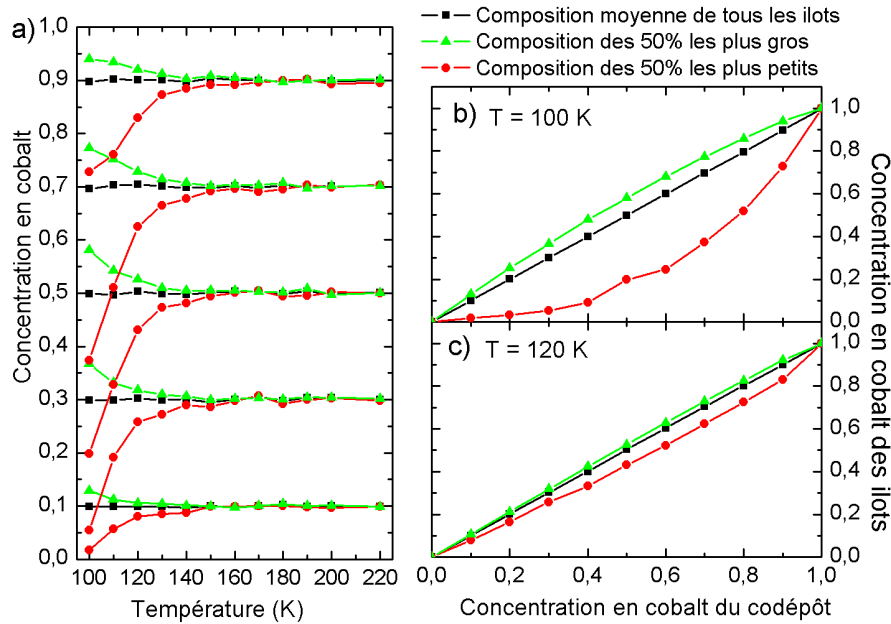 Composition moyenne de tous les ilots
Composition des 50% les plus gros
Composition des 50% les plus petits
a)
1,0
0,9
0,8
0,7
0,6
0,5
0,4
0,3
0,2
0,1
0,0
Concentration en cobalt
100 120 140 160 180 200 220
Température (K)
b)
T = 100 K
1,0
0,8
0,6
0,4
0,2
0,0
c)
T = 120 K
1,0
0,8
0,6
0,4
0,2
0,0
Concentration en cobalt des ilots
0,0 0,2 0,4 0,6 0,8 1,0
Concentration en cobalt du codépôt